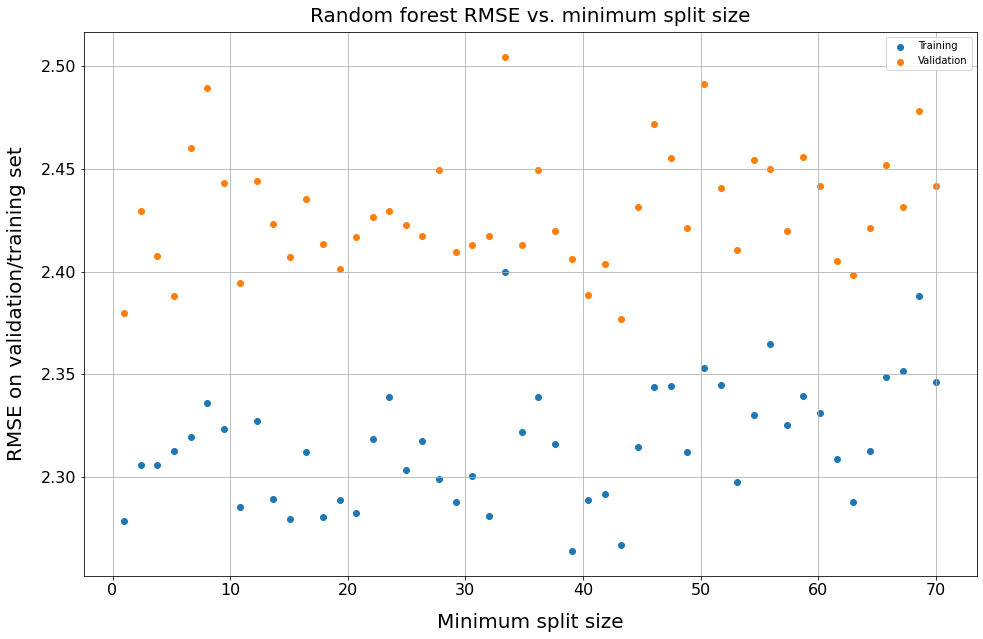 Random forest RMSE vs. minimum split size
Training
Validation
RMSE on validation/training set
2.50
2.45
2.40
2.35
2.30
0 10 20 30 40 50 60 70
Minimum split size